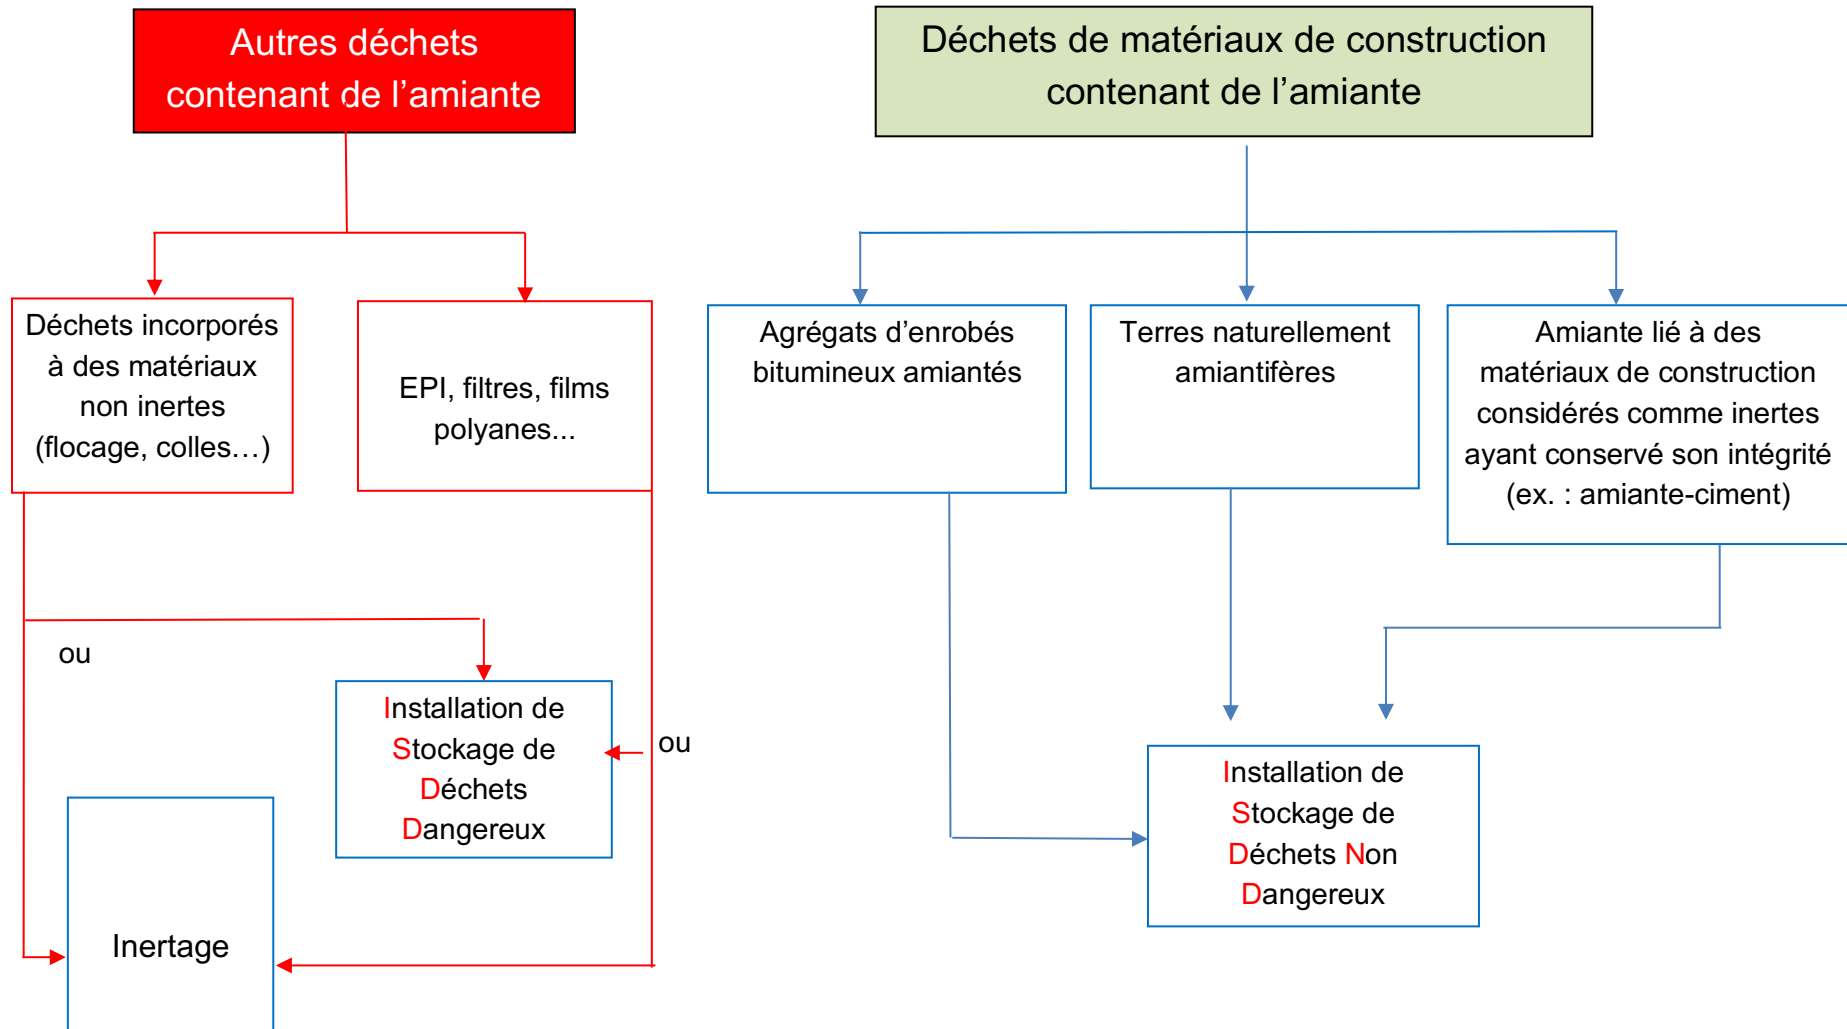 Autres déchets
contenant de l’amiante
Déchets de matériaux de construction
contenant de l’amiante
Déchets incorporés
à des matériaux
non inertes
(flocage, colles…)
EPI, filtres, films
polyanes...
Agrégats d’enrobés
bitumineux amiantés
Terres naturellement
amiantifères
Amiante lié à des
matériaux de construction
considérés comme inertes
ayant conservé son intégrité
(ex. : amiante-ciment)
ou
Installation de
Stockage de
Déchets
Dangereux
ou
Installation de
Stockage de
Déchets Non
Dangereux
Inertage